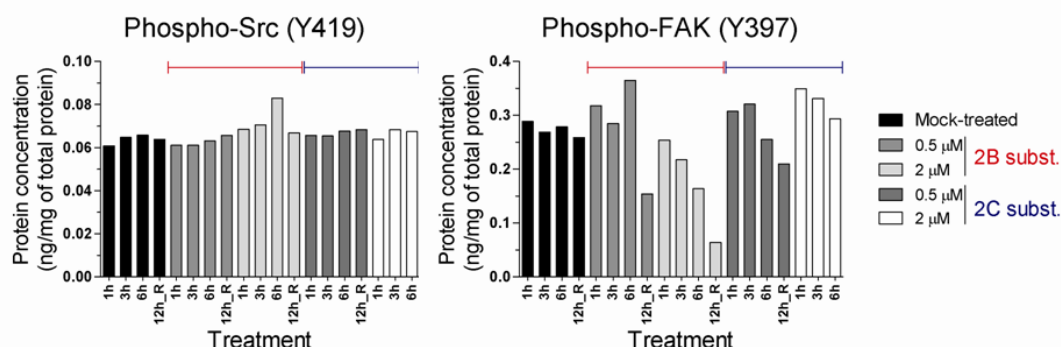 Phospho-Src (Y419)
Protein concentration
(ng/mg of total protein)
0.10
0.08
0.06
0.04
0.02
0.00
1h 3h 6h 12h_R 1h 3h 6h 12h_R 1h 3h 6h 12h_R 1h 3h 6h 12h_R 1h 3h 6h
Treatment
Phospho-FAK (Y397)
Protein concentration
(ng/mg of total protein)
0.4
0.3
0.2
0.1
0.0
1h 3h 6h 12h_R 1h 3h 6h 12h_R 1h 3h 6h 12h_R 1h 3h 6h 12h_R 1h 3h 6h
Treatment
Mock-treated
0.5 μM
2 μM
2B subst.
0.5 μM
2 μM
2C subst.